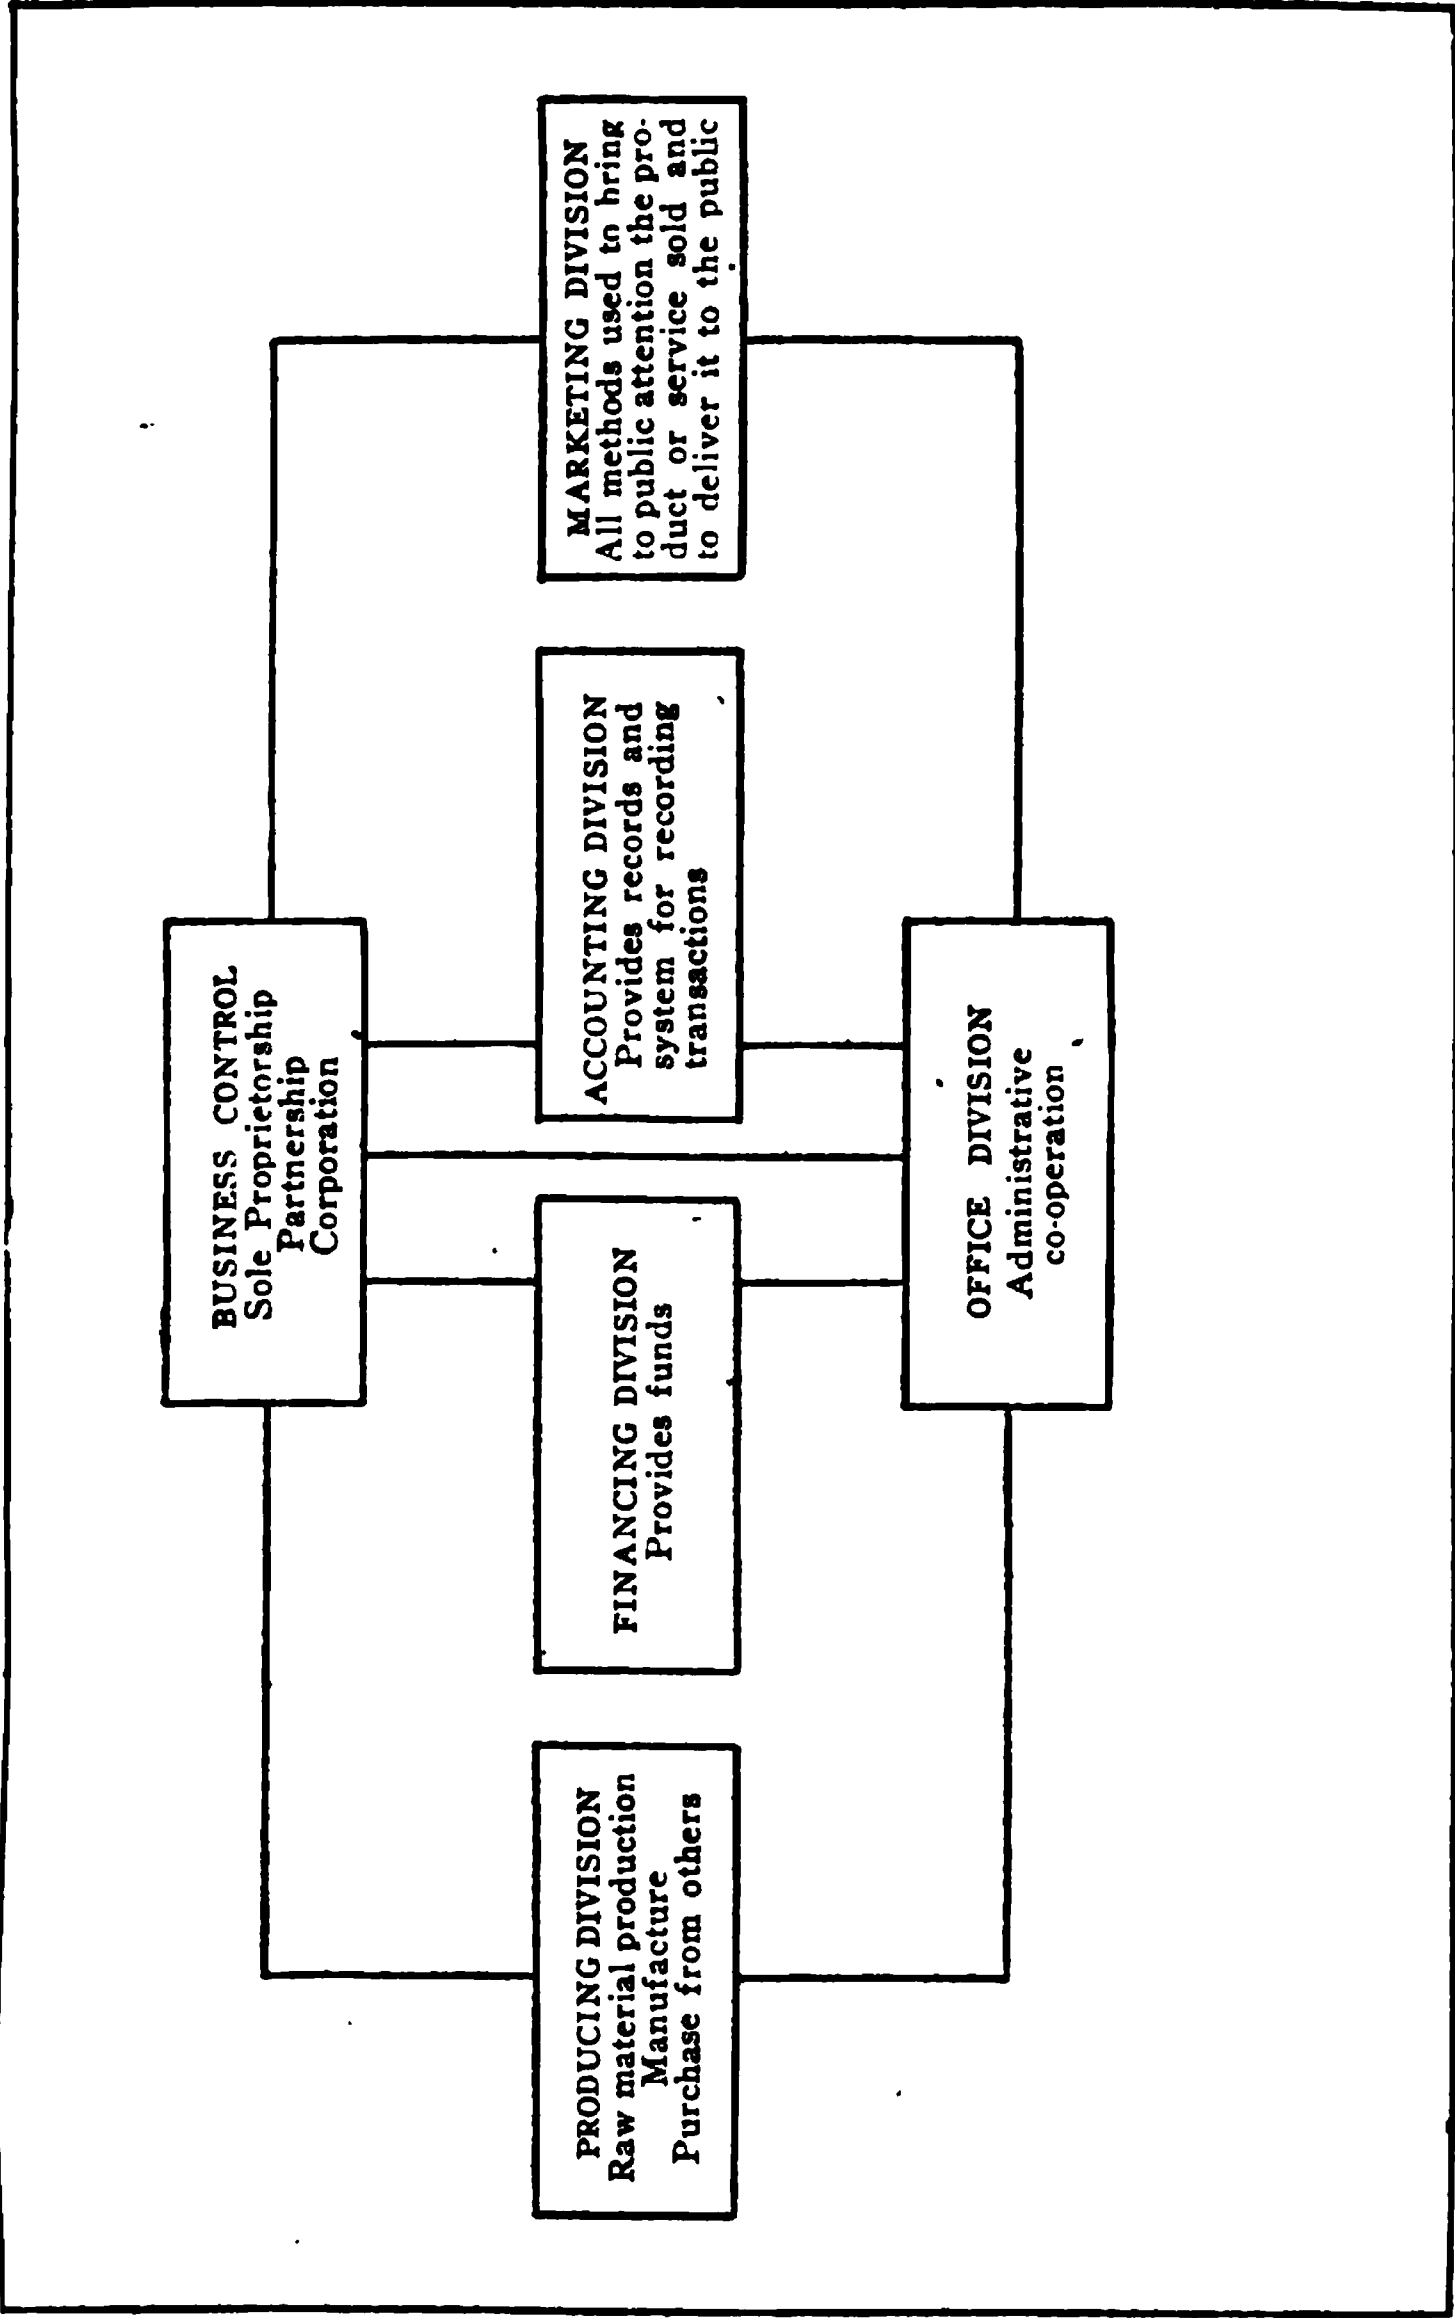 BUSINESS CONTROL
Sole Proprietorship
Partnership
Corporation
PRODUCING DIVISION
Raw material production
Manufacture
Purchase from others
FINANCING DIVISION
Provides funds
ACCOUNTING DIVISION
Provides records and
system for recording
transactions
MARKETING DIVISION
All methods used to bring
to public attention the pro-
duct or service sold and
to deliver it to the public
OFFICE DIVISION
Administrative
co-operation